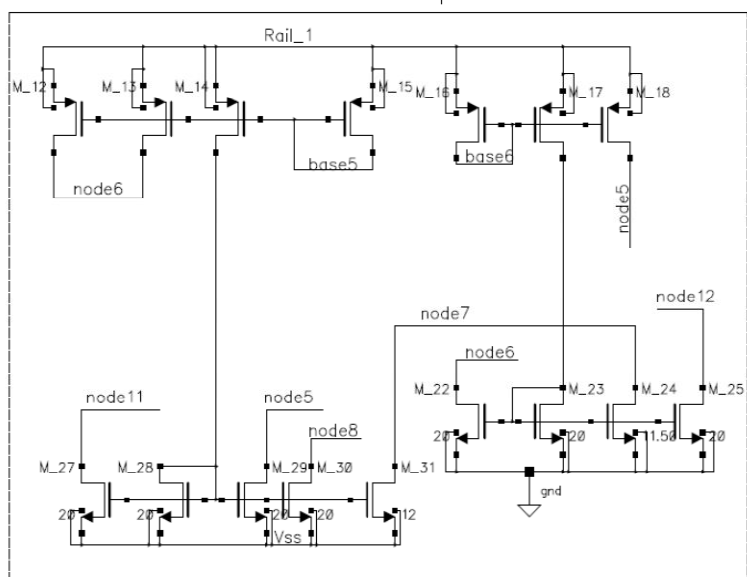 Rail_1
M_12 M_13 M_14 M_15 M_16 M_17 M_18
base5 base6
node6
node5
node12
node7
node6
M_22 M_23 M_24 M_25
node11 node5
20 20 11.50 20
node8
M_27 M_28 M_29 M_30 M_31
gnd
20 20 20 20 12
Vss